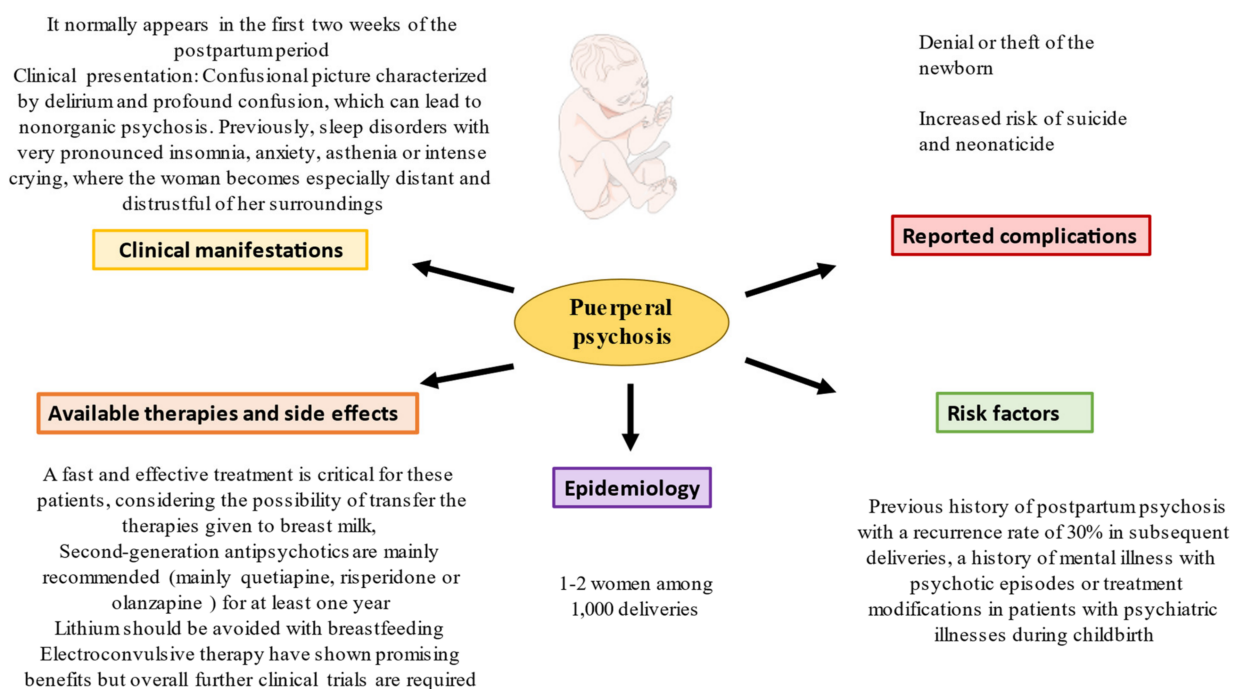 It normally appears in the first two weeks of the
postpartum period
Clinical presentation: Confusional picture characterized
by delirium and profound confusion, which can lead to
nonorganic psychosis. Previously, sleep disorders with
very pronounced insomnia, anxiety, asthenia or intense
crying, where the woman becomes especially distant and
distrustful of her surroundings
Clinical manifestations
Denial or theft of the
newborn
Increased risk of suicide
and neonaticide
Reported complications
Puerperal
psychosis
Available therapies and side effects
A fast and effective treatment is critical for these
patients, considering the possibility of transfer the
therapies given to breast milk,
Second-generation antipsychotics are mainly
recommended (mainly quetiapine, risperidone or
olanzapine ) for at least one year
Lithium should be avoided with breastfeeding
Electroconvulsive therapy have shown promising
benefits but overall further clinical trials are required
Epidemiology
1-2 women among
1,000 deliveries
Risk factors
Previous history of postpartum psychosis
with a recurrence rate of 30% in subsequent
deliveries, a history of mental illness with
psychotic episodes or treatment
modifications in patients with psychiatric
illnesses during childbirth